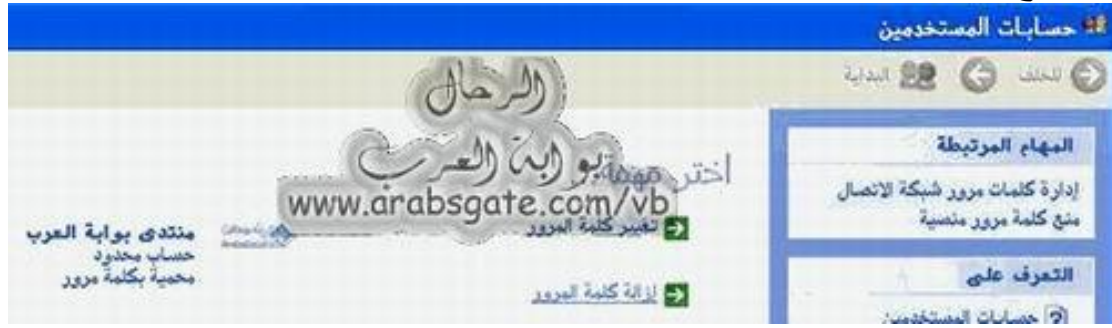 حسابات المستخدمين
للخلف البداية
المهام المرتبطة
إدارة كلمات مرور شبكة الاتصال
منع كلمة مرور منسية
التعرف على
حسابات المستخدمين
الرحال
بوابة العرب
www.arabsgate.com/vb
اختر مهمة
تغيير كلمة المرور
إزالة كلمة المرور
منتدى بوابة العرب
حساب محدود
محمية بكلمة مرور